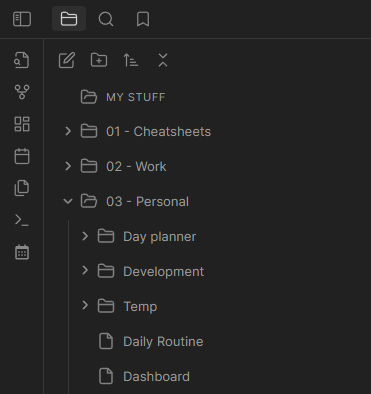 MY STUFF
01 - Cheatsheets
02 - Work
03 - Personal
Day planner
Development
Temp
Daily Routine
Dashboard